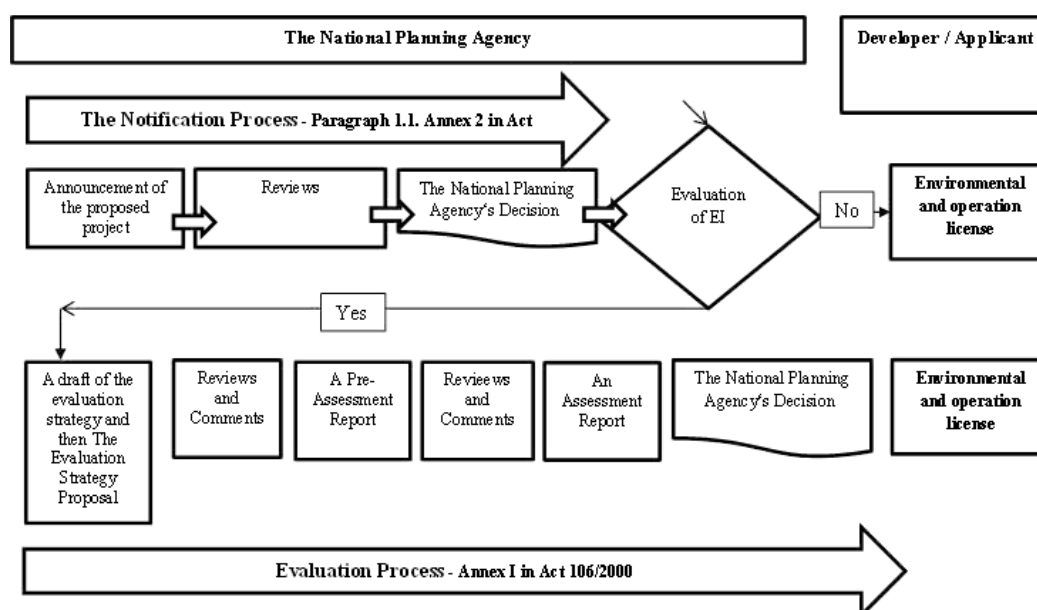 The National Planning Agency
Developer / Applicant
The Notification Process - Paragraph 1.1. Annex 2 in Act
Announcement of
the proposed
project
Reviews
The National Planning
Agency‘s Decision
Evaluation
of EI
No
Environmental
and operation
license
Yes
A draft of the
evaluation
strategy and
then The
Evaluation
Strategy
Proposal
Reviews
and
Comments
A Pre-
Assessment
Report
Revieews
and
Comments
An
Assessment
Report
The National Planning
Agency‘s Decision
Environmental
and operation
license
Evaluation Process - Annex I in Act 106/2000